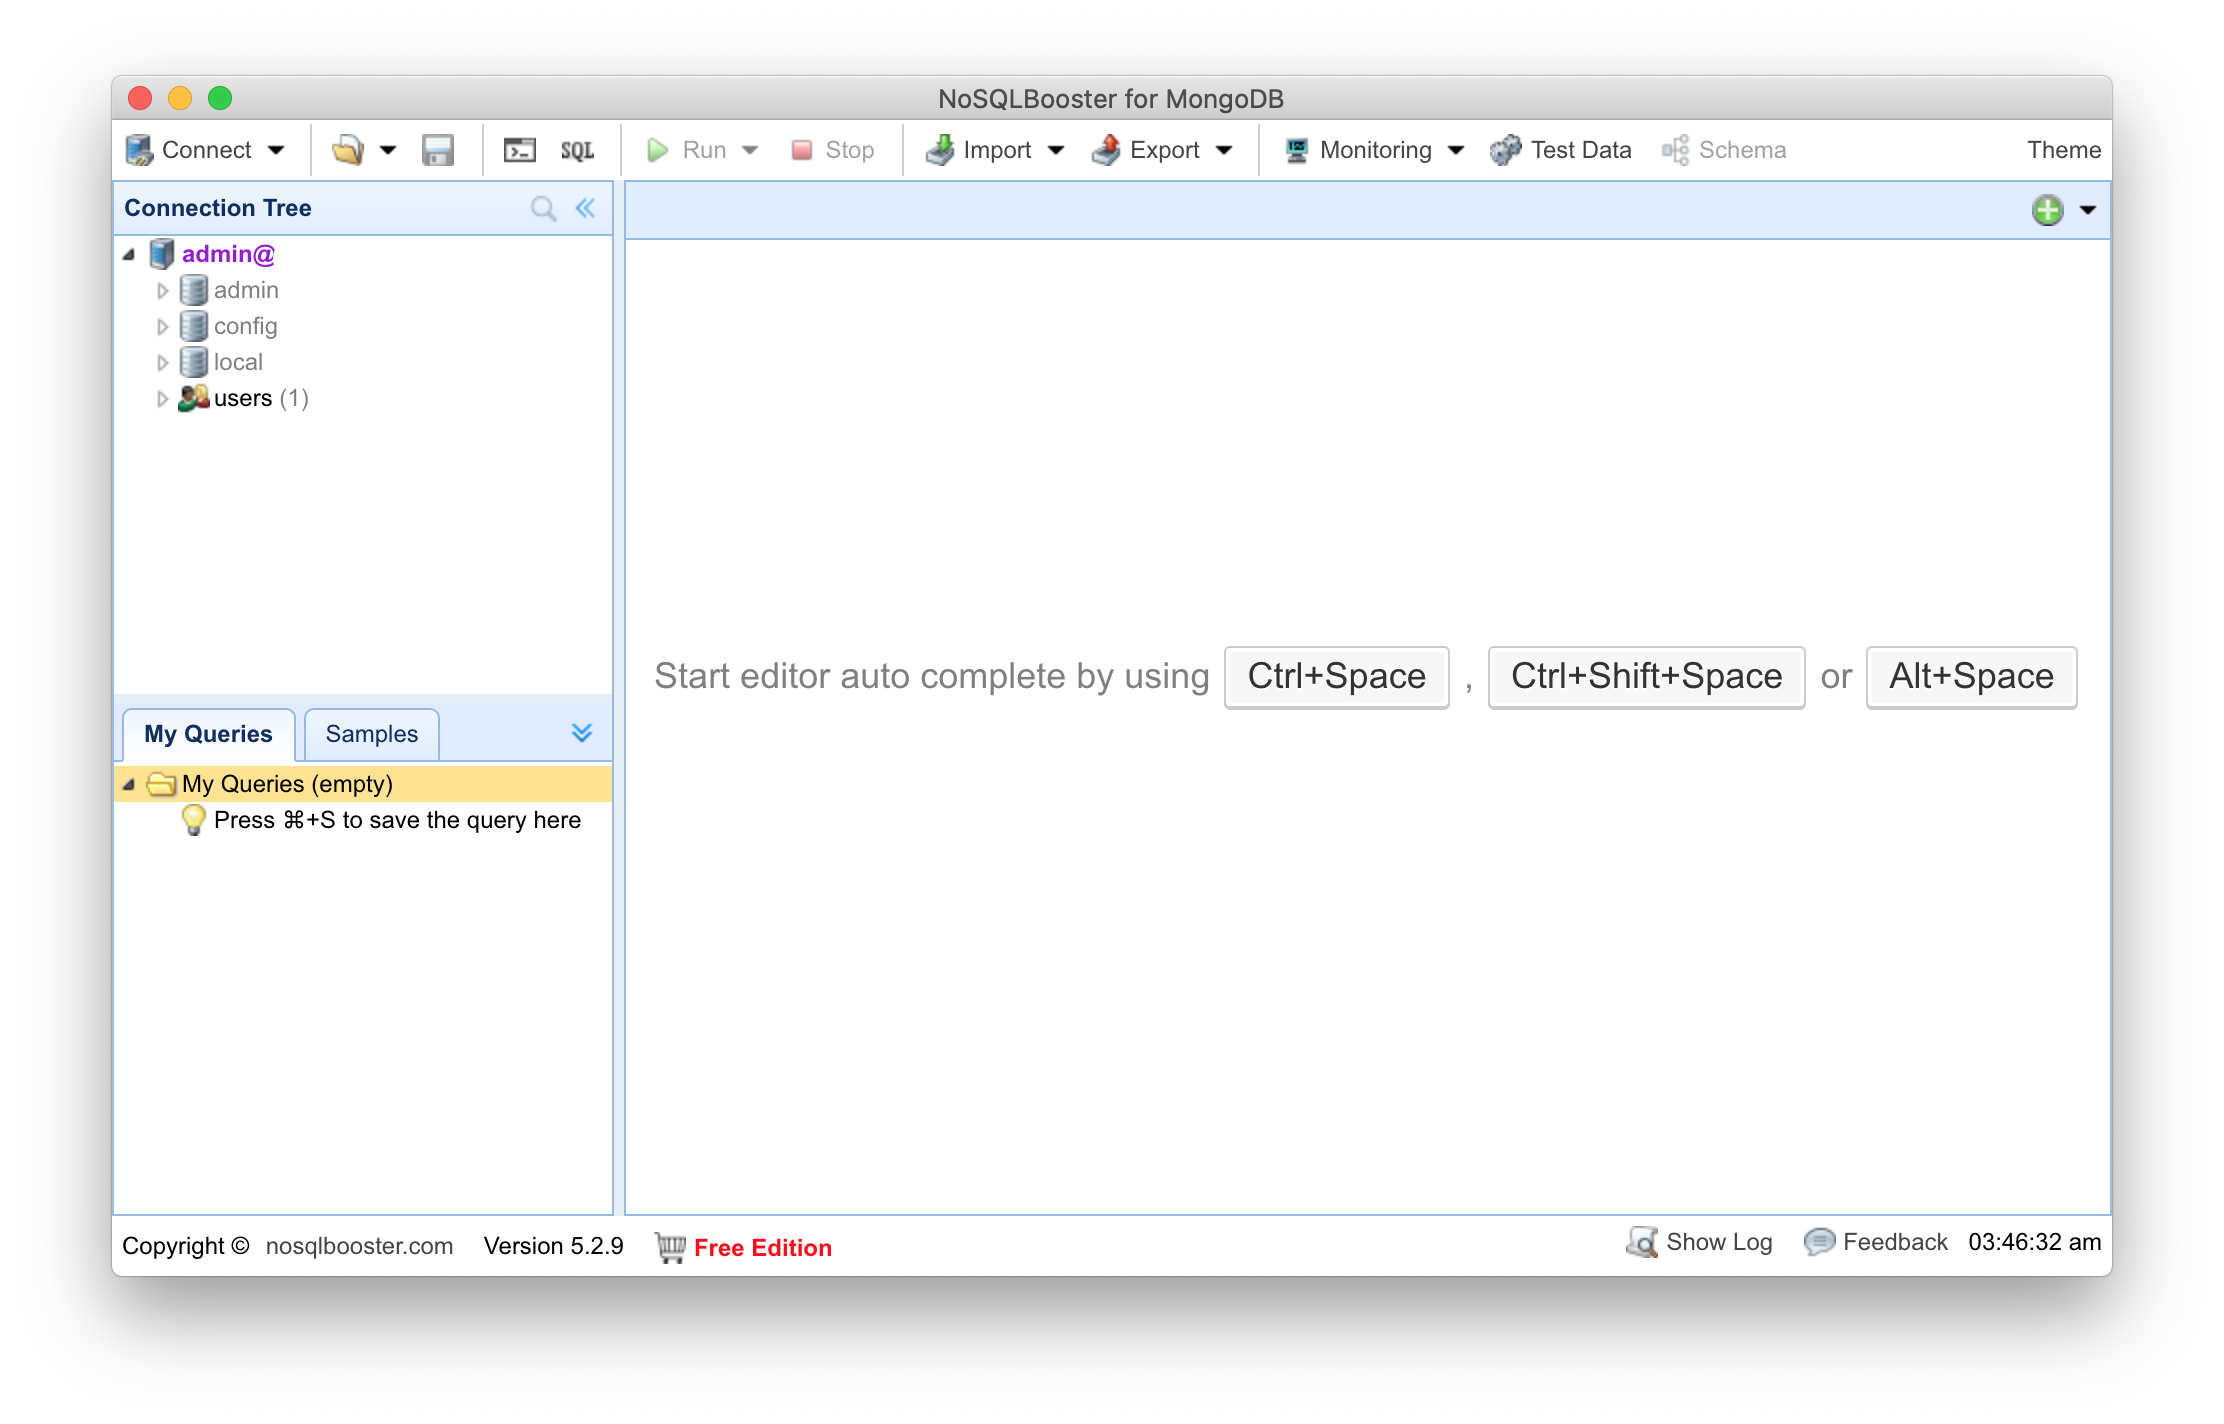 NoSQLBooster for MongoDB
Connect
SQL
Run
Stop
Import
Export
Monitoring
Test Data
Schema
Theme
Connection Tree
admin@
admin
config
local
users (1)
Start editor auto complete by using Ctrl+Space , Ctrl+Shift+Space or Alt+Space
My Queries
Samples
My Queries (empty)
Press ⌘+S to save the query here
Copyright © nosqlbooster.com Version 5.2.9 Free Edition
Show Log
Feedback
03:46:32 am